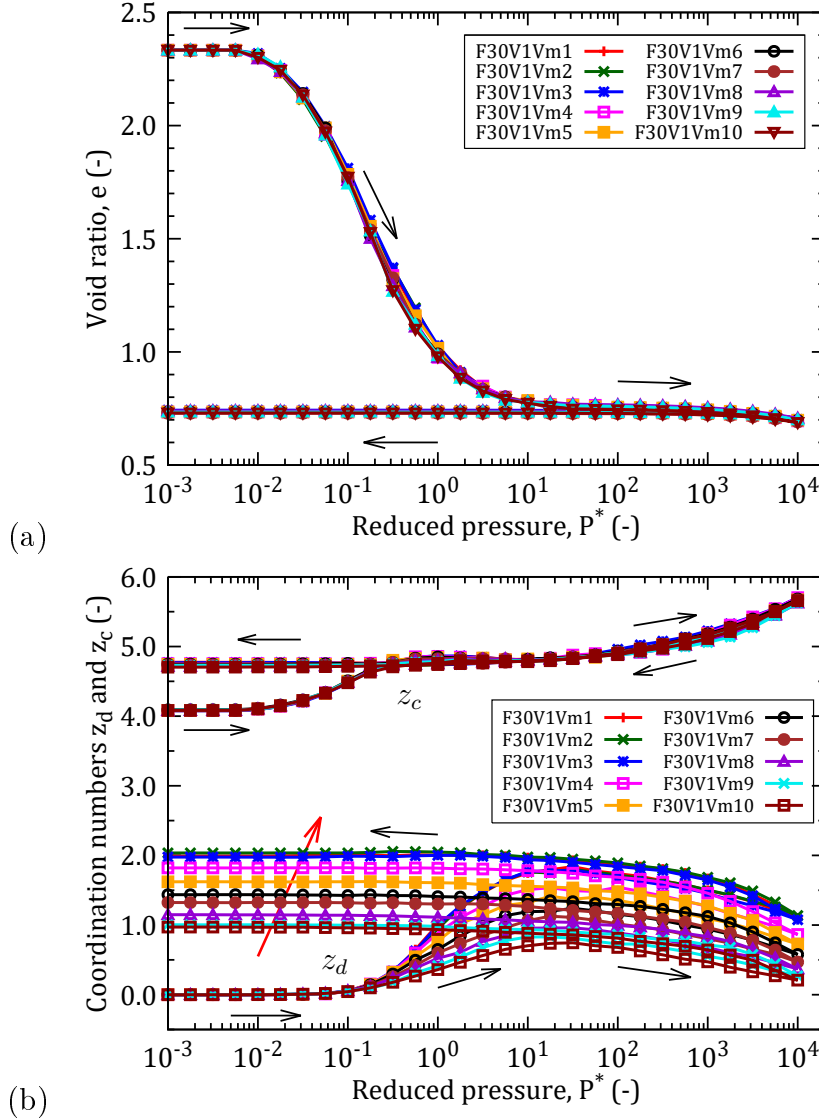 2.5
2.0
1.5
1.0
0.5
Void ratio, e (-)
F30V1Vm1 F30V1Vm6
F30V1Vm2 F30V1Vm7
F30V1Vm3 F30V1Vm8
F30V1Vm4 F30V1Vm9
F30V1Vm5 F30V1Vm10
10^-3 10^-2 10^-1 10^0 10^1 10^2 10^3 10^4
Reduced pressure, P* (-)
(a)
6.0
5.0
4.0
3.0
2.0
1.0
0.0
Coordination numbers z_d and z_c (-)
z_c
F30V1Vm1 F30V1Vm6
F30V1Vm2 F30V1Vm7
F30V1Vm3 F30V1Vm8
F30V1Vm4 F30V1Vm9
F30V1Vm5 F30V1Vm10
z_d
10^-3 10^-2 10^-1 10^0 10^1 10^2 10^3 10^4
Reduced pressure, P* (-)
(b)